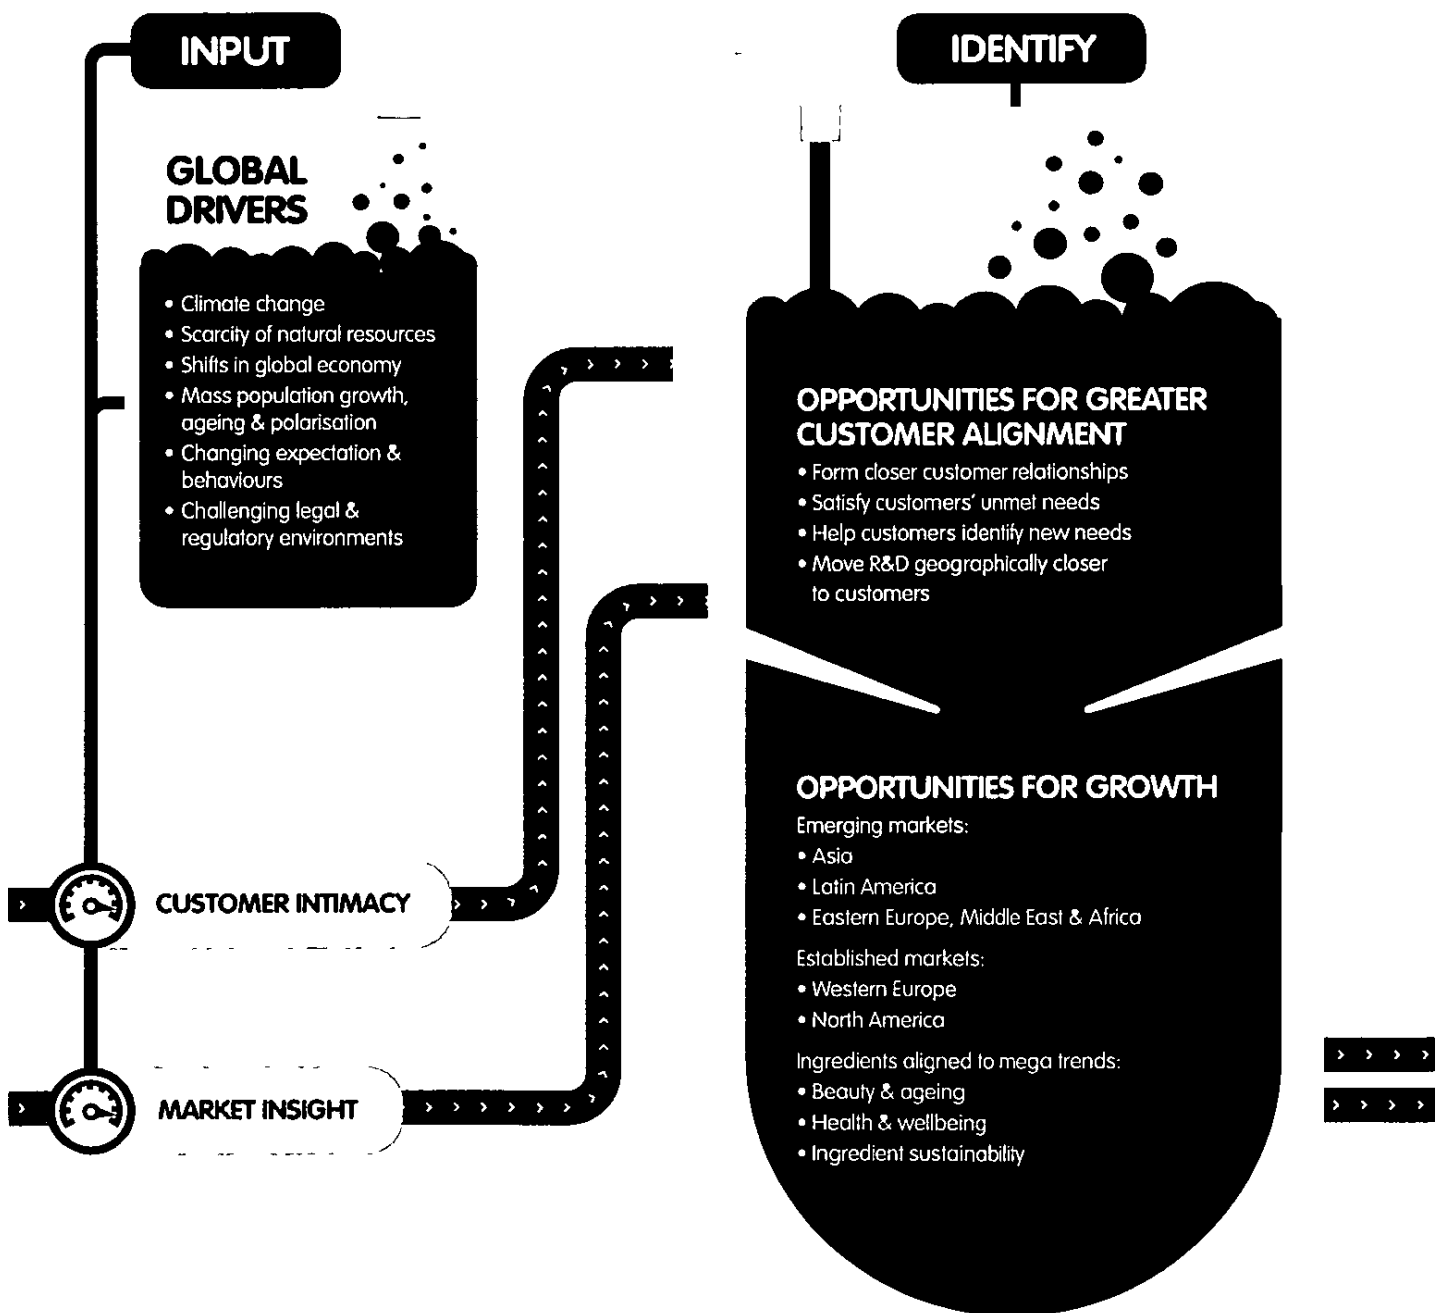 INPUT
GLOBAL
DRIVERS
• Climate change
• Scarcity of natural resources
• Shifts in global economy
• Mass population growth,
ageing & polarisation
• Changing expectation &
behaviours
• Challenging legal &
regulatory environments
CUSTOMER INTIMACY
MARKET INSIGHT
IDENTIFY
OPPORTUNITIES FOR GREATER
CUSTOMER ALIGNMENT
• Form closer customer relationships
• Satisfy customers' unmet needs
• Help customers identify new needs
• Move R&D geographically closer
to customers
OPPORTUNITIES FOR GROWTH
Emerging markets:
• Asia
• Latin America
• Eastern Europe, Middle East & Africa
Established markets:
• Western Europe
• North America
Ingredients aligned to mega trends:
• Beauty & ageing
• Health & wellbeing
• Ingredient sustainability